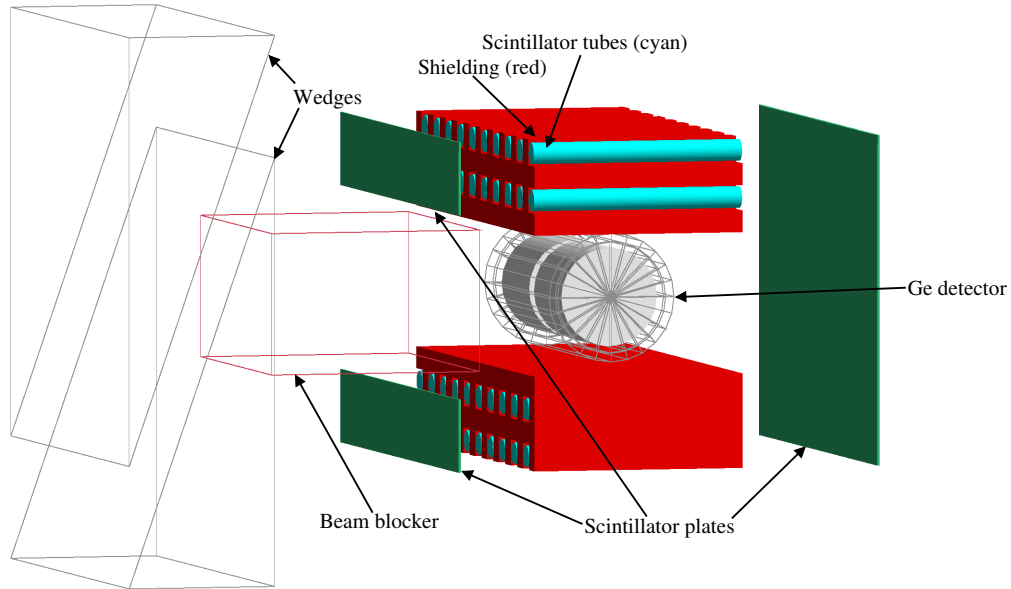 Scintillator tubes (cyan)
Shielding (red)
Wedges
Ge detector
Beam blocker
Scintillator plates